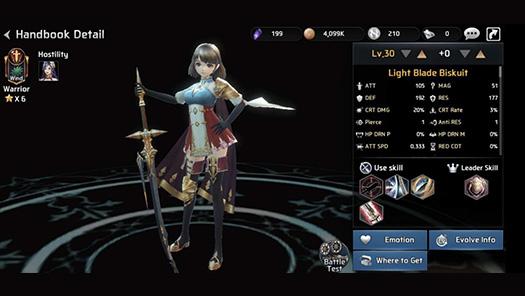 Handbook Detail
199
4,099K
210
0
Wind
Warrior
X 6
Hostility
Lv.30
+0
Light Blade Biskuit
ATT 105 MAG 51
DEF 192 RES 177
CRT DMG 20% CRT Rate 3%
Pierce 1 Anti RES 1
HP DRN P 0 HP DRN M 0
ATT SPD 0.333 RED CDT 0%
Use skill Leader Skill
Battle
Test
Emotion Evolve Info
Where to Get